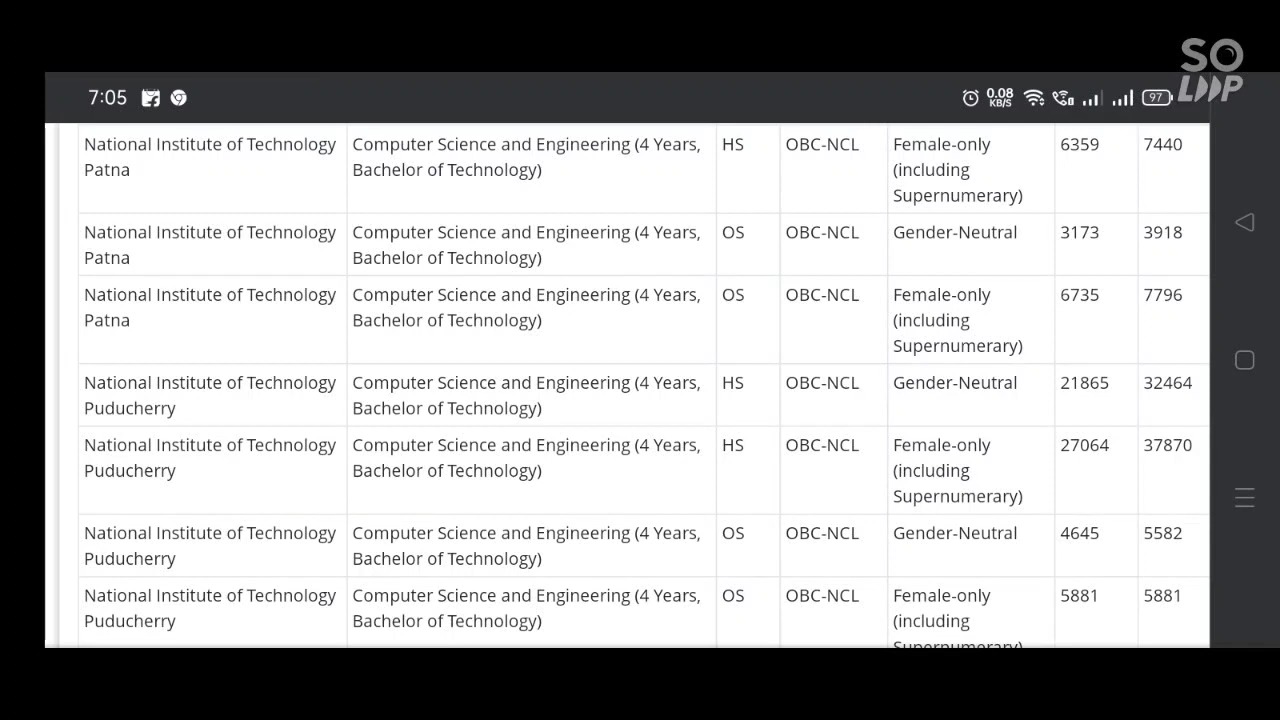 SO
LOOP
7:05
0.08
KB/S
97
National Institute of Technology Patna
Computer Science and Engineering (4 Years, Bachelor of Technology)
HS
OBC-NCL
Female-only (including Supernumerary)
6359
7440
National Institute of Technology Patna
Computer Science and Engineering (4 Years, Bachelor of Technology)
OS
OBC-NCL
Gender-Neutral
3173
3918
National Institute of Technology Patna
Computer Science and Engineering (4 Years, Bachelor of Technology)
OS
OBC-NCL
Female-only (including Supernumerary)
6735
7796
National Institute of Technology Puducherry
Computer Science and Engineering (4 Years, Bachelor of Technology)
HS
OBC-NCL
Gender-Neutral
21865
32464
National Institute of Technology Puducherry
Computer Science and Engineering (4 Years, Bachelor of Technology)
HS
OBC-NCL
Female-only (including Supernumerary)
27064
37870
National Institute of Technology Puducherry
Computer Science and Engineering (4 Years, Bachelor of Technology)
OS
OBC-NCL
Gender-Neutral
4645
5582
National Institute of Technology Puducherry
Computer Science and Engineering (4 Years, Bachelor of Technology)
OS
OBC-NCL
Female-only (including Supernumerary)
5881
5881